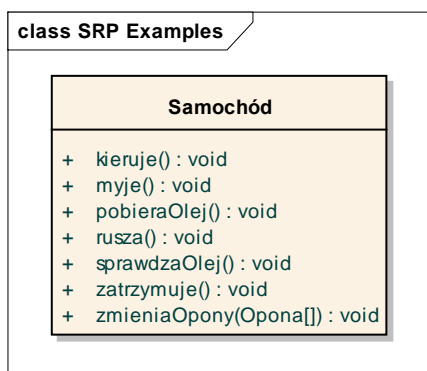 class SRP Examples
Samochód
+ kieruje() : void
+ myje() : void
+ pobieraOlej() : void
+ rusza() : void
+ sprawdzaOlej() : void
+ zatrzymuje() : void
+ zmieniaOpony(Opona[]) : void